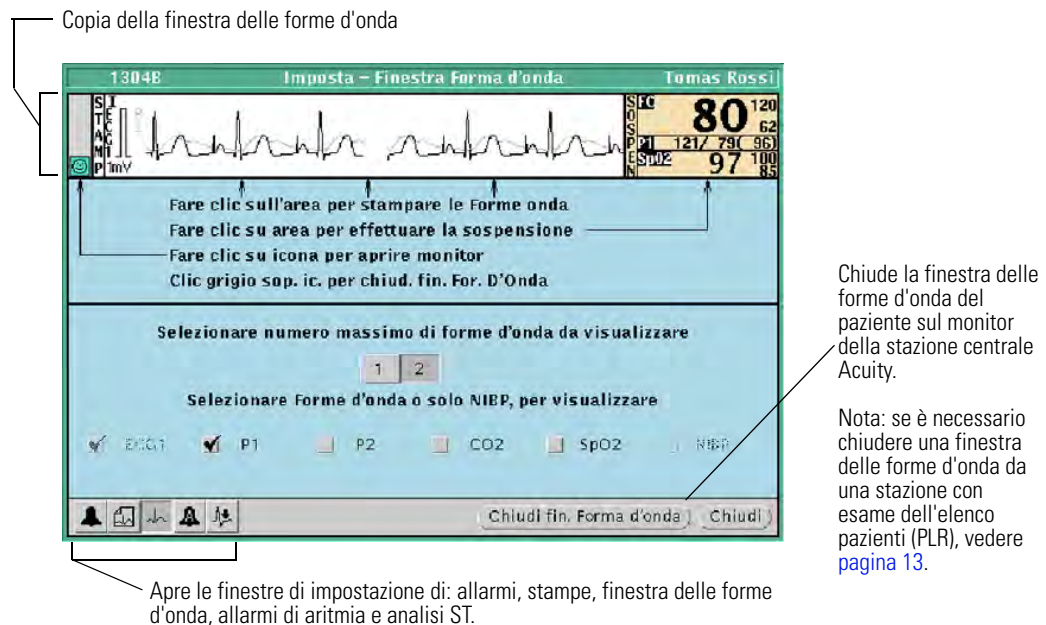 Copia della finestra delle forme d'onda
1304B Imposta – Finestra Forma d'onda Tomas Rossi
STAMP
I
ECG1
1mV
SOSPEN
FC 80 120 62
P1 121/ 79( 96)
SpO2 97 100 85
Fare clic sull'area per stampare le Forme onda
Fare clic su area per effettuare la sospensione
Fare clic su icona per aprire monitor
Clic grigio sop. ic. per chiud. fin. For. D'Onda
Selezionare numero massimo di forme d'onda da visualizzare
1 2
Selezionare Forme d'onda o solo NIBP, per visualizzare
ECG1 P1 P2 CO2 SpO2 NIBP
Chiudi fin. Forma d'onda Chiudi
Chiude la finestra delle
forme d'onda del
paziente sul monitor
della stazione centrale
Acuity.
Nota: se è necessario
chiudere una finestra
delle forme d'onda da
una stazione con
esame dell'elenco
pazienti (PLR), vedere
pagina 13.
Apre le finestre di impostazione di: allarmi, stampe, finestra delle forme
d'onda, allarmi di aritmia e analisi ST.